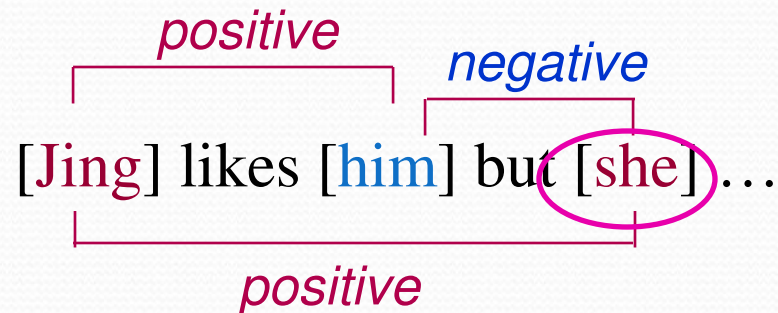 positive
negative
[Jing] likes [him] but [she] …
positive